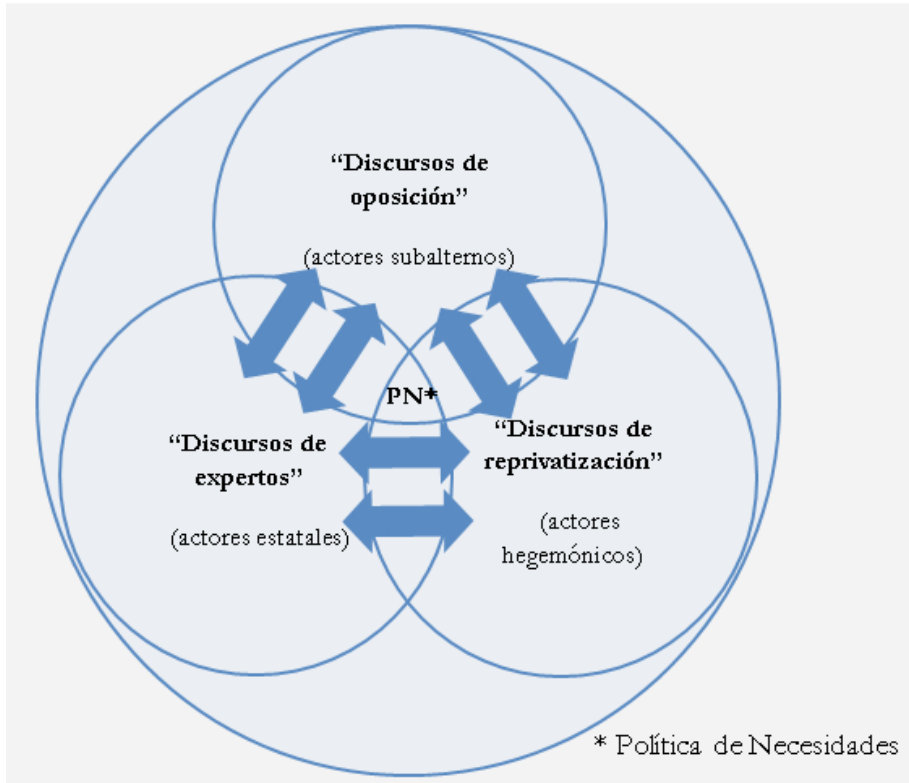 “Discursos de
oposición”
(actores subalternos)
PN*
“Discursos de
expertos”
(actores estatales)
“Discursos de
reprivatización”
(actores
hegemónicos)
* Política de Necesidades